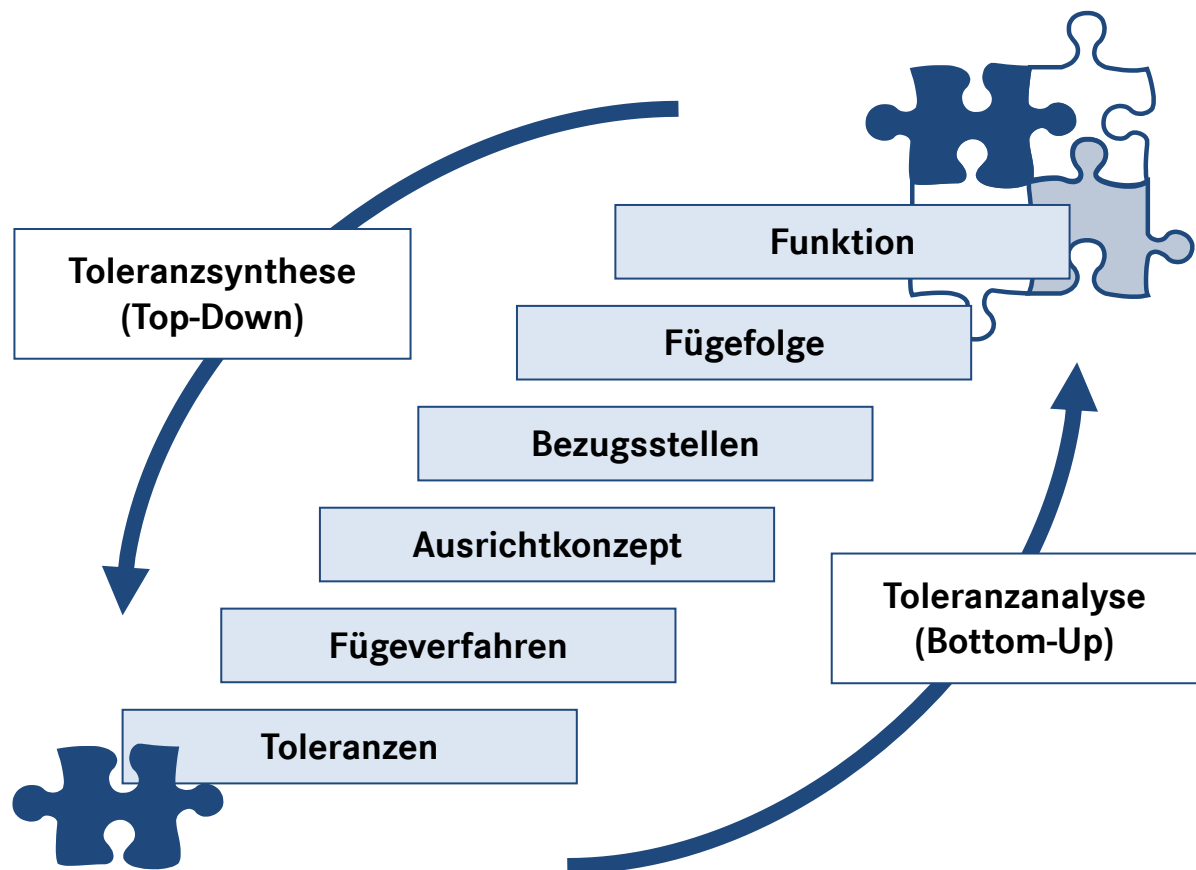 Funktion
Toleranzsynthese
(Top-Down)
Fügefolge
Bezugsstellen
Ausrichtkonzept
Toleranzanalyse
(Bottom-Up)
Fügeverfahren
Toleranzen